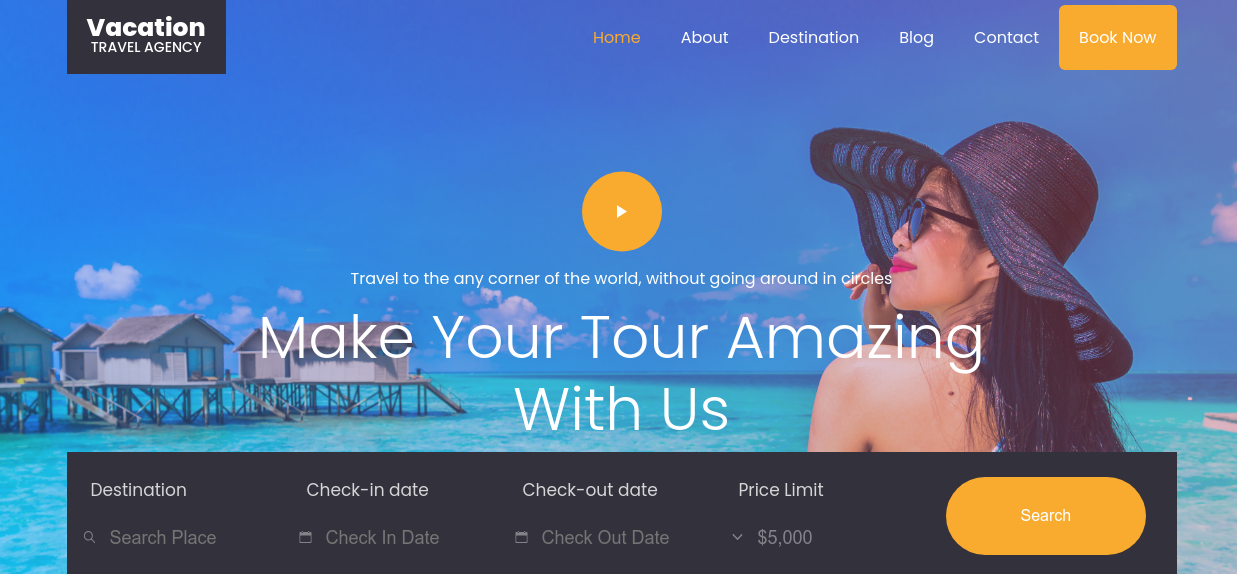 Vacation
TRAVEL AGENCY
Home About Destination Blog Contact Book Now
Travel to the any corner of the world, without going around in circles
Make Your Tour Amazing
With Us
Destination Check-in date Check-out date Price Limit
Search Place Check In Date Check Out Date $5,000
Search